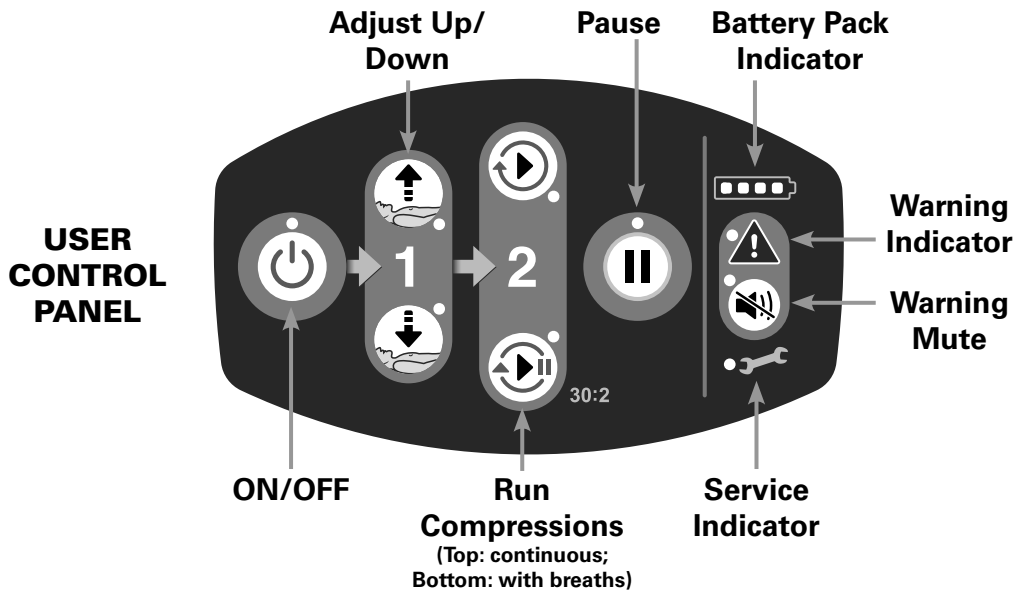 Adjust Up/
Down
Pause
Battery Pack
Indicator
USER
CONTROL
PANEL
1
2
30:2
Warning
Indicator
Warning
Mute
ON/OFF
Run
Compressions
(Top: continuous;
Bottom: with breaths)
Service
Indicator